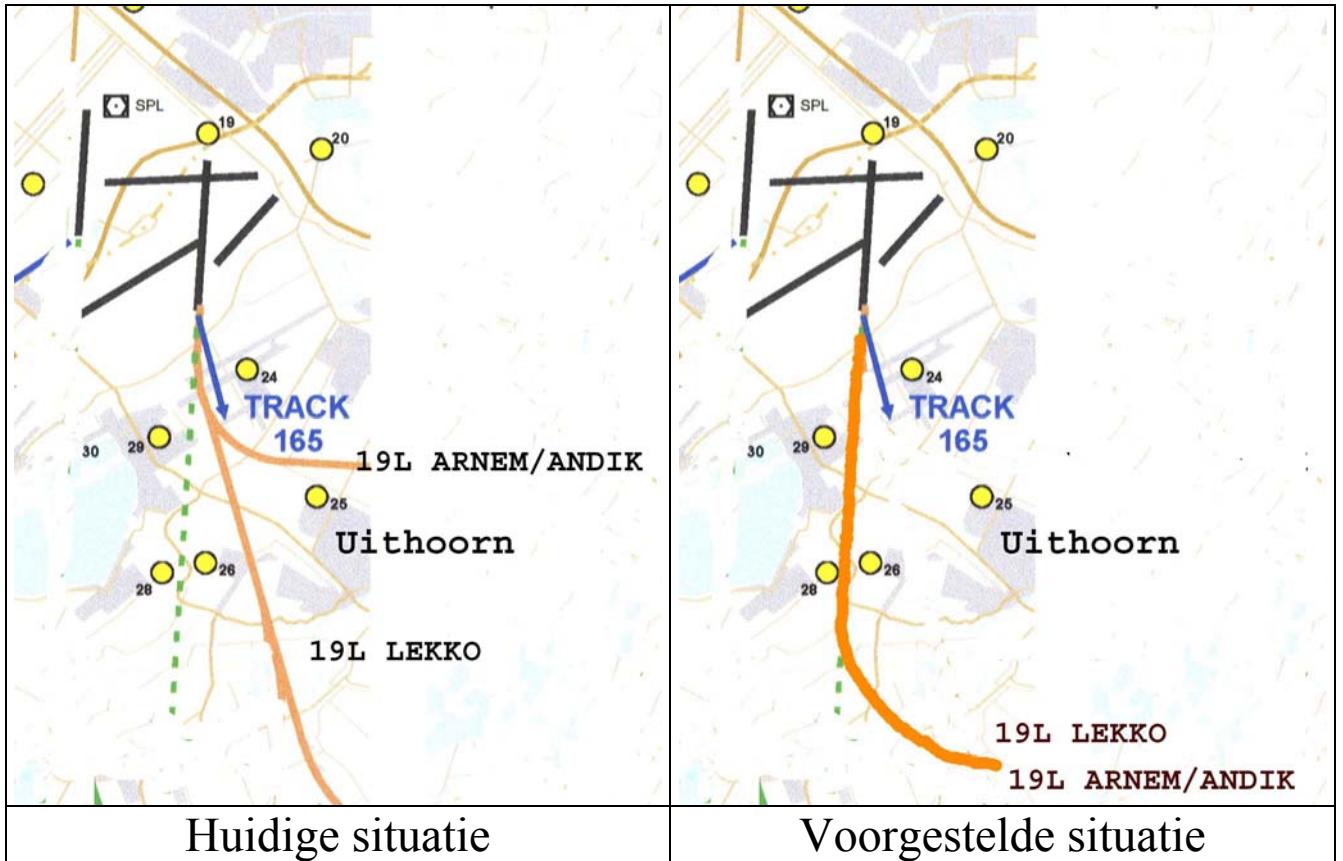 SPL
19
20
24
TRACK
165
29
30
19L ARNEM/ANDIK
25
Uithoorn
26
28
19L LEKKO
Huidige situatie
SPL
19
20
24
TRACK
165
29
30
25
Uithoorn
26
28
19L LEKKO
19L ARNEM/ANDIK
Voorgestelde situatie